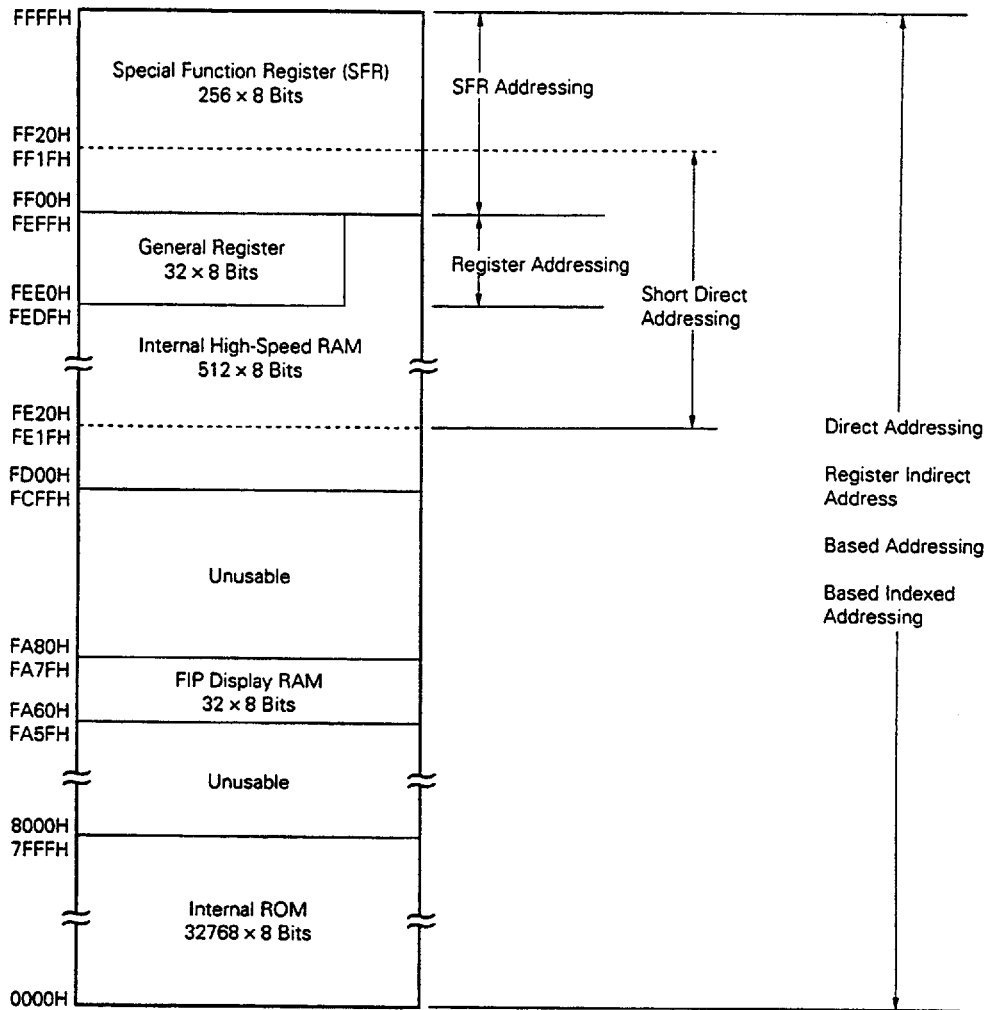 FFFFH
Special Function Register (SFR)
256 × 8 Bits
SFR Addressing
FF20H
FF1FH
FF00H
FEFFH
General Register
32 × 8 Bits
Register Addressing
FEE0H
FEDFH
Short Direct
Addressing
Internal High-Speed RAM
512 × 8 Bits
FE20H
FE1FH
Direct Addressing
Register Indirect
Address
Based Addressing
Based Indexed
Addressing
FD00H
FCFFH
Unusable
FA80H
FA7FH
FIP Display RAM
32 × 8 Bits
FA60H
FA5FH
Unusable
8000H
7FFFH
Internal ROM
32768 × 8 Bits
0000H